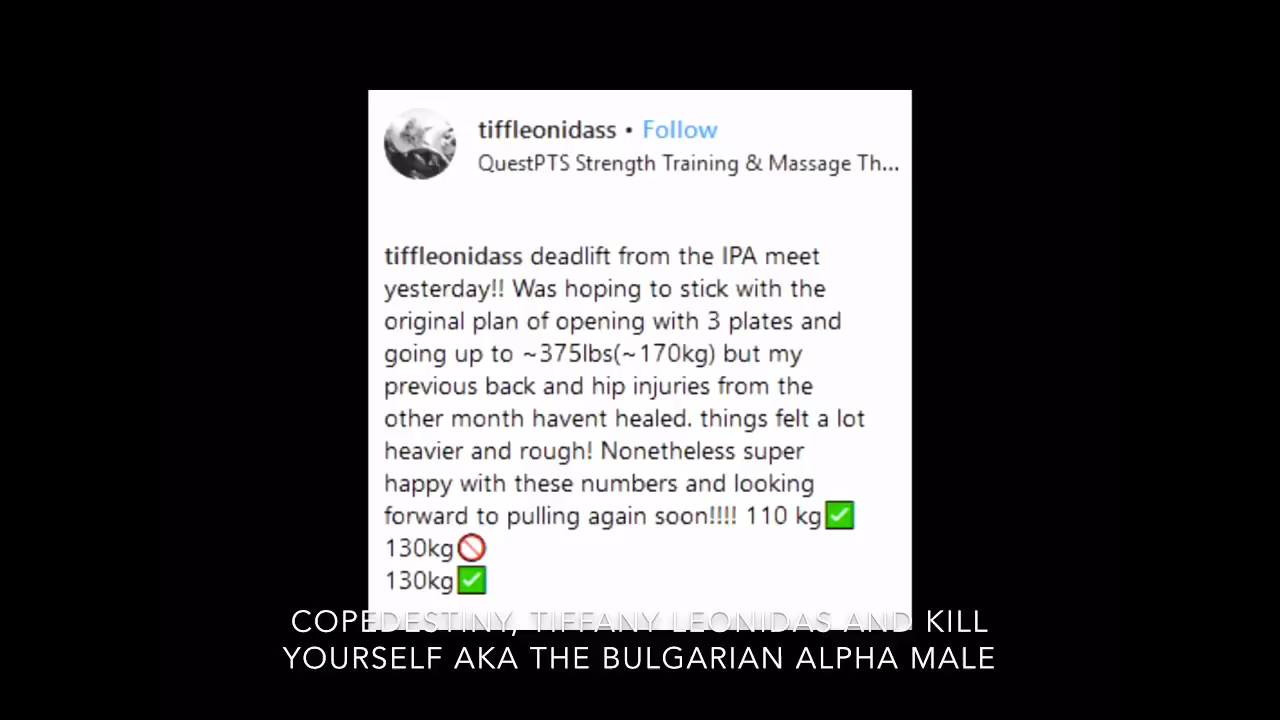 tiffleonidass • Follow
QuestPTS Strength Training & Massage Th...
tiffleonidass deadlift from the IPA meet
yesterday!! Was hoping to stick with the
original plan of opening with 3 plates and
going up to ~375lbs(~170kg) but my
previous back and hip injuries from the
other month havent healed. things felt a lot
heavier and rough! Nonetheless super
happy with these numbers and looking
forward to pulling again soon!!!! 110 kg✅
130kg🚫
130kg✅
COPEDESTINY, TIFFANY LEONIDAS AND KILL
YOURSELF AKA THE BULGARIAN ALPHA MALE